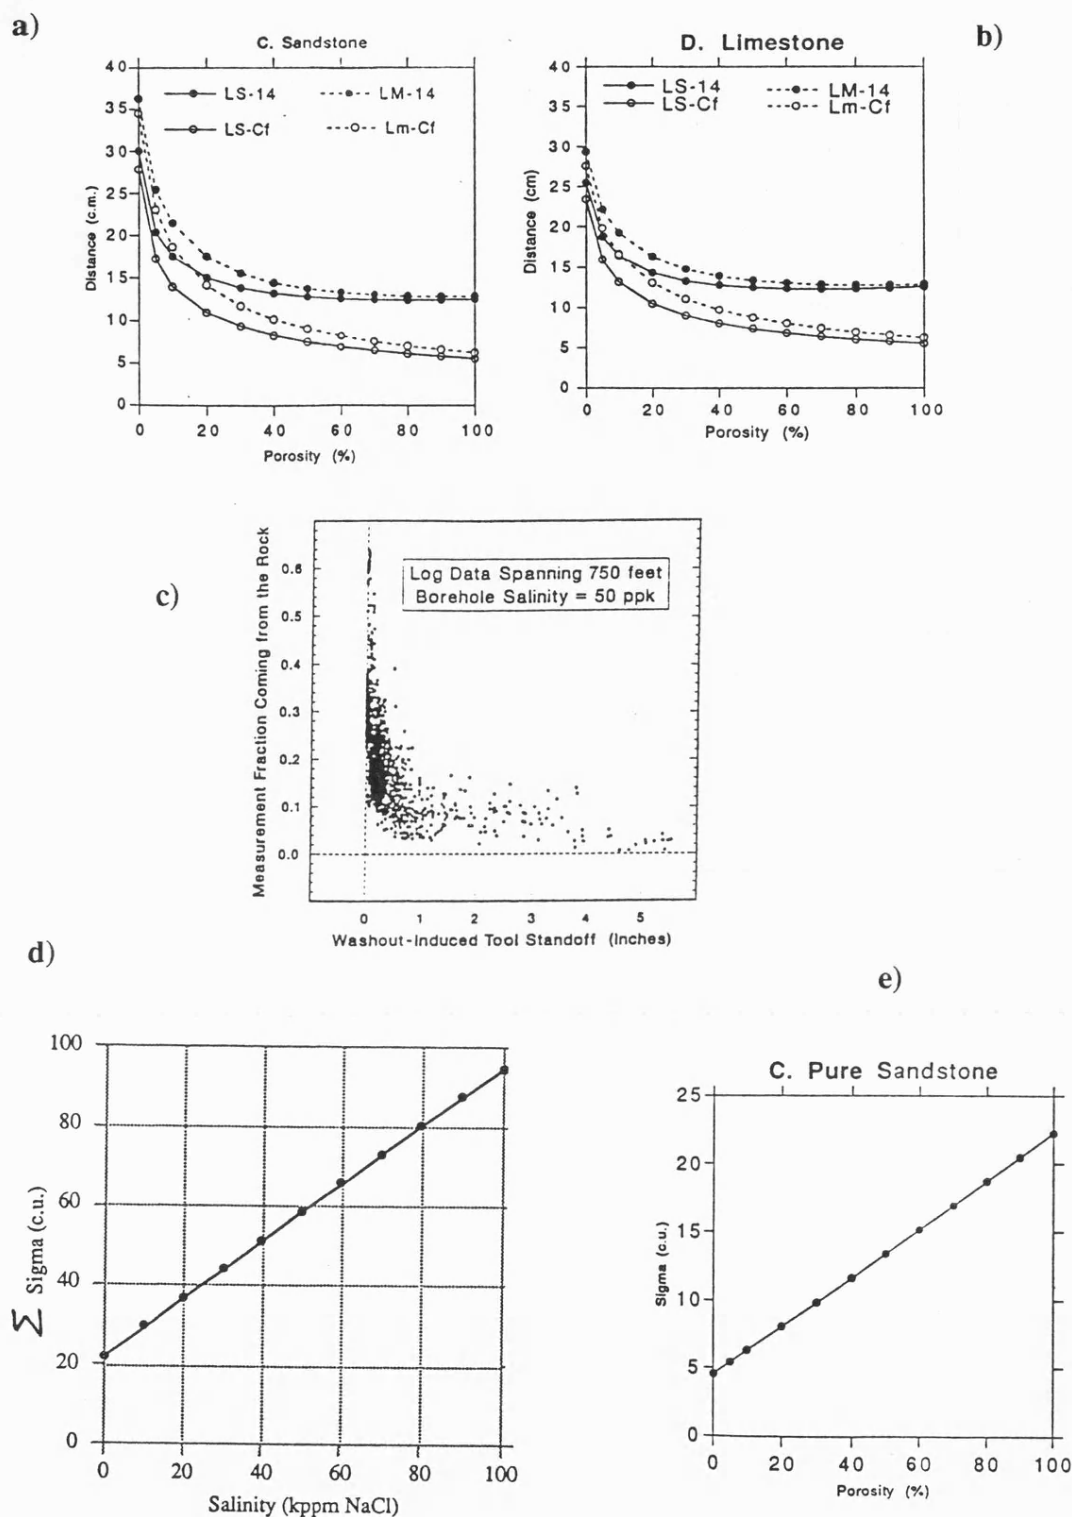 a)
C. Sandstone
LS-14
LM-14
LS-Cf
Lm-Cf
40
35
30
25
20
15
10
5
0
Distance (c.m.)
0 20 40 60 80 100
Porosity (%)
b)
D. Limestone
LS-14
LM-14
LS-Cf
Lm-Cf
40
35
30
25
20
15
10
5
0
Distance (cm)
0 20 40 60 80 100
Porosity (%)
c)
Log Data Spanning 750 feet
Borehole Salinity = 50 ppk
Measurement Fraction Coming from the Rock
0.6
0.5
0.4
0.3
0.2
0.1
0.0
0 1 2 3 4 5
Washout-Induced Tool Standoff (Inches)
d)
100
80
60
40
20
0
Σ Sigma (c.u.)
0 20 40 60 80 100
Salinity (kppm NaCl)
e)
C. Pure Sandstone
25
20
15
10
5
0
Sigma (c.u.)
0 20 40 60 80 100
Porosity (%)